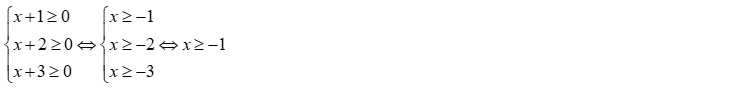 {x+1≥0 {x≥−1
{x+2≥0 ⇔ {x≥−2 ⇔ x≥−1
{x+3≥0 {x≥−3